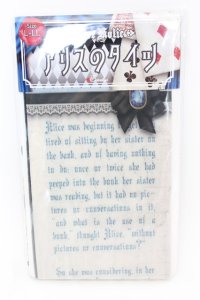 Size
L-LL
アリスのタイツ
Alice was beginning
tired of sitting by her sister on
the bank, and of having nothing
to do: once or twice she had
peeped into the book her sister
was reading, but it had no pic-
tures or conversations in it,
"and what is the use of a
book," thought Alice, "without
pictures or conversations?"
So she was considering, in her